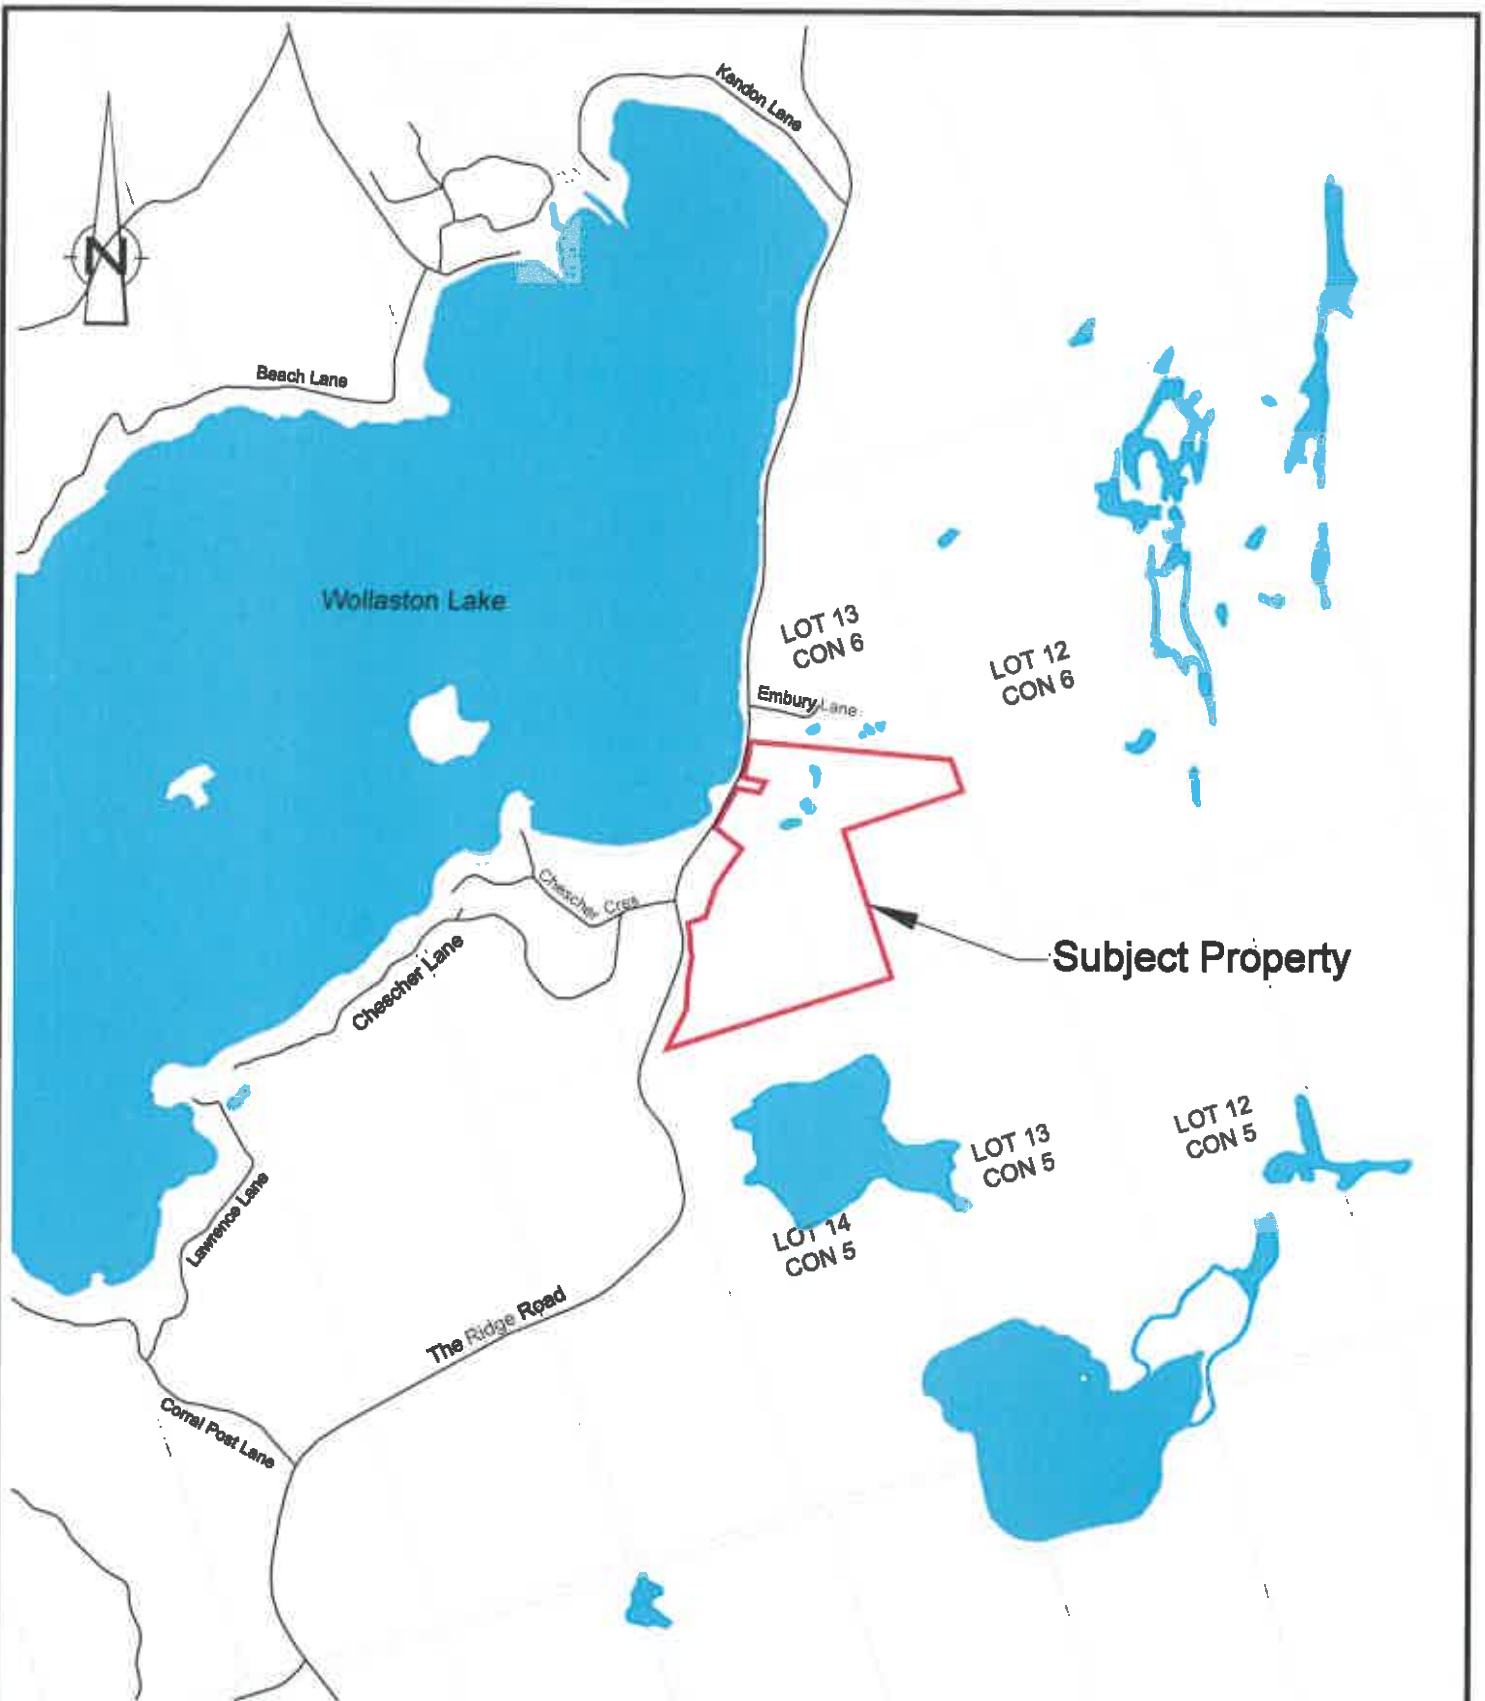 Kandon Lane
N
Beach Lane
Wollaston Lake
LOT 13
CON 6
LOT 12
CON 6
Embury Lane
Chescher Cres
Subject Property
Chescher Lane
LOT 13
CON 5
LOT 12
CON 5
Lawrence Lane
LOT 14
CON 5
The Ridge Road
Corral Post Lane